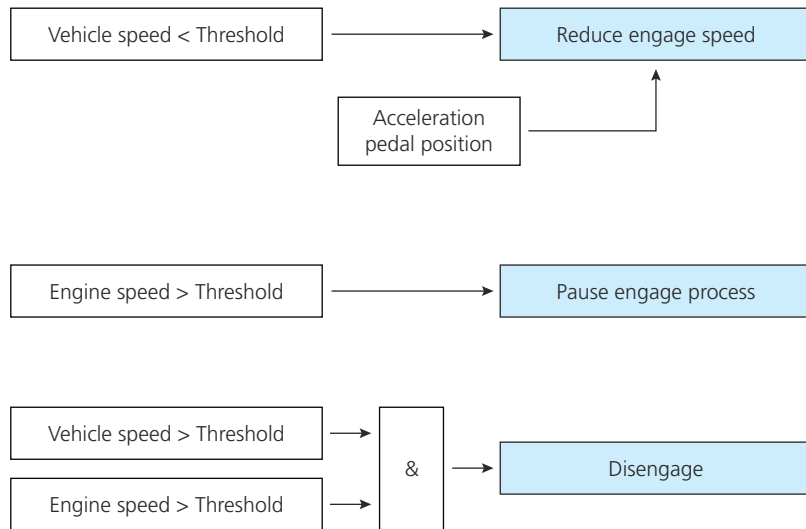 Vehicle speed < Threshold
Reduce engage speed
Acceleration
pedal position
Engine speed > Threshold
Pause engage process
Vehicle speed > Threshold
&
Disengage
Engine speed > Threshold